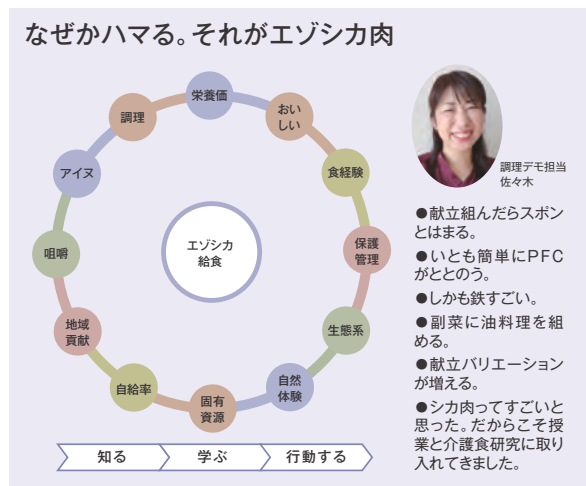 なぜかハマる。それがエゾシカ肉
栄養価
おい
しい
食経験
保護
管理
生態系
自然
体験
固有
資源
自給率
地域
貢献
咀嚼
アイヌ
調理
エゾシカ
給食
知る
学ぶ
行動する
調理デモ担当
佐々木
●献立組んだらスポン
とはまる。
●いとも簡単にPFC
がととのう。
●しかも鉄すごい。
●副菜に油料理を組
める。
●献立バリエーション
が増える。
●シカ肉ってすごいと
思った。だからこそ授
業と介護食研究に取り
入れてきました。